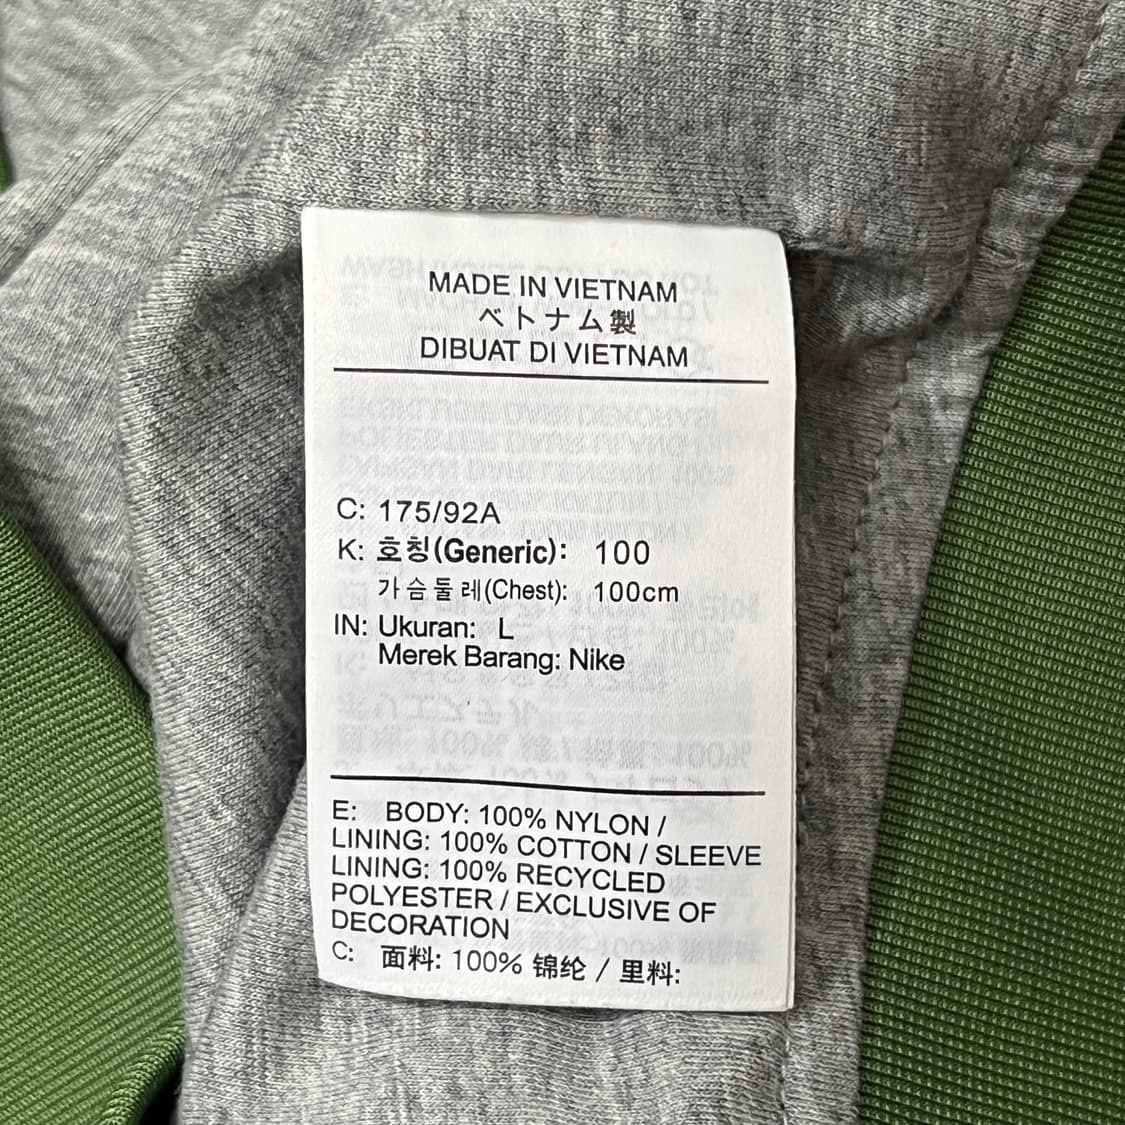 MADE IN VIETNAM
ベトナム製
DIBUAT DI VIETNAM
C: 175/92A
K: 호칭(Generic): 100
가슴둘레(Chest): 100cm
IN: Ukuran: L
Merek Barang: Nike
E: BODY: 100% NYLON /
LINING: 100% COTTON / SLEEVE
LINING: 100% RECYCLED
POLYESTER / EXCLUSIVE OF
DECORATION
C: 面料: 100% 锦纶 / 里料: